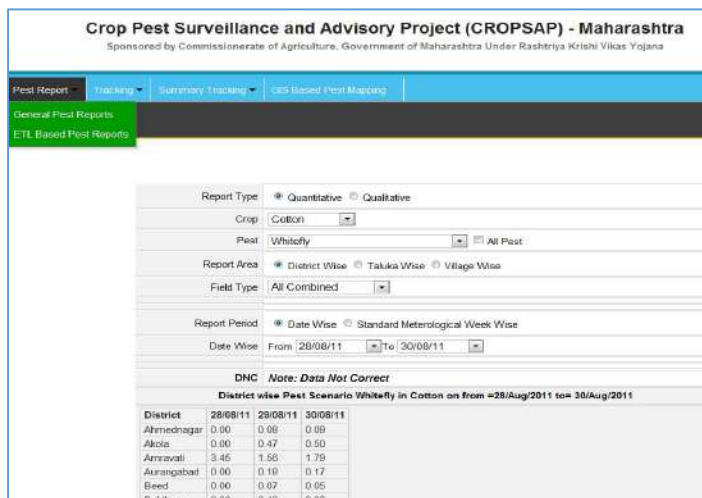 Crop Pest Surveillance and Advisory Project (CROPSAP) - Maharashtra
Sponsored by Commissionerate of Agriculture, Government of Maharashtra Under Rashtriya Krishi Vikas Yojana
Pest Report Tracking Summary Tracking GIS Based Pest Mapping
General Pest Reports
ETL Based Pest Reports
Report Type Quantitative Qualitative
Crop Cotton
Pest Whitefly All Pest
Report Area District Wise Taluka Wise Village Wise
Field Type All Combined
Report Period Date Wise Standard Meterological Week Wise
Date Wise From 28/08/11 To 30/08/11
DNC Note: Data Not Correct
District wise Pest Scenario Whitefly in Cotton on from =28/Aug/2011 to= 30/Aug/2011
District 28/08/11 29/08/11 30/08/11
Ahmednagar 0.00 0.08 0.09
Akola 0.00 0.47 0.50
Amravati 3.45 1.56 1.79
Aurangabad 0.00 0.19 0.17
Beed 0.00 0.07 0.05